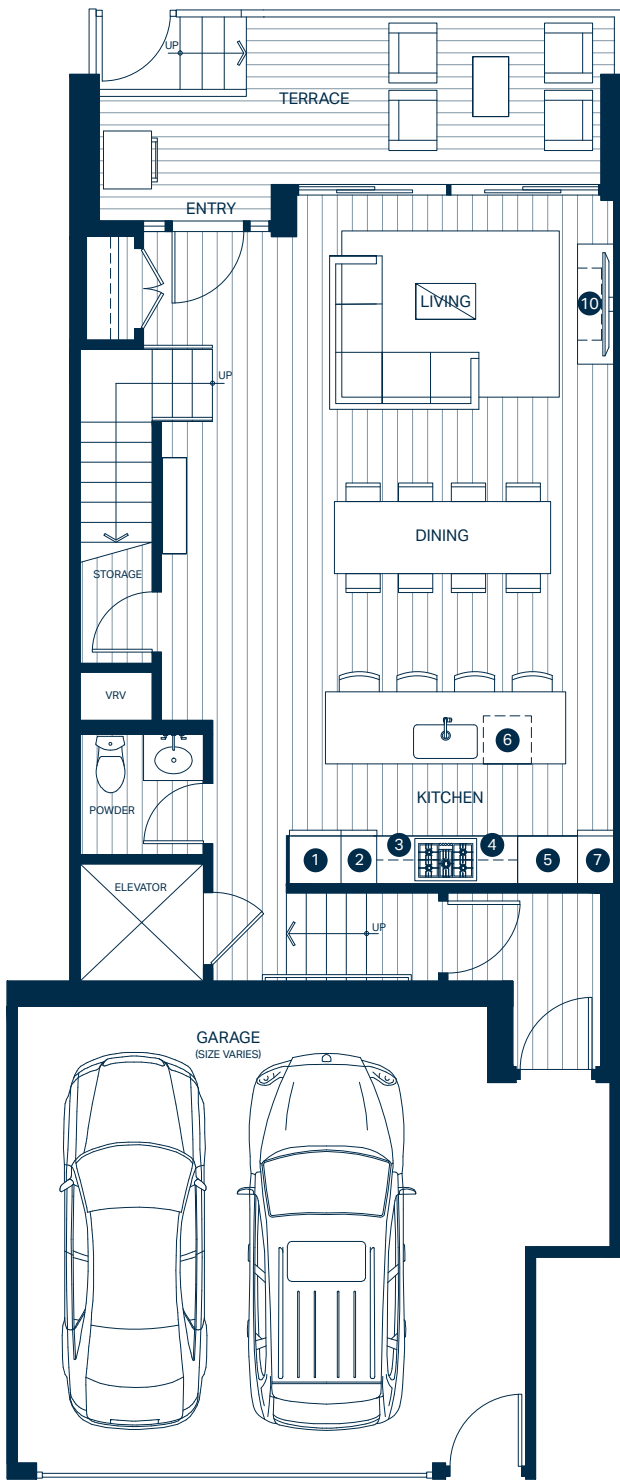 UP
TERRACE
ENTRY
LIVING
10
UP
DINING
STORAGE
VRV
6
POWDER
KITCHEN
1
2
3
4
5
7
ELEVATOR
UP
GARAGE
(SIZE VARIES)